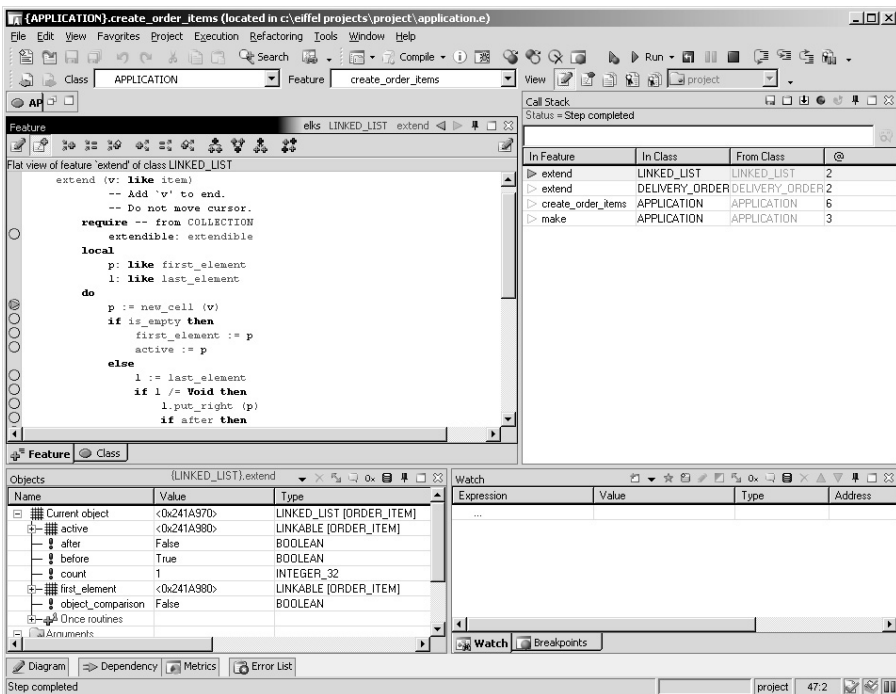 {APPLICATION}.create_order_items (located in c:\eiffel projects\project\application.e)
File Edit View Favorites Project Execution Refactoring Tools Window Help
Search Compile Run
Class APPLICATION Feature create_order_items View project
AP
Call Stack
Status = Step completed
Feature elks LINKED_LIST extend
Flat view of feature `extend' of class LINKED_LIST
extend (v: like item)
-- Add `v' to end.
-- Do not move cursor.
require -- from COLLECTION
extendible: extendible
local
p: like first_element
l: like last_element
do
p := new_cell (v)
if is_empty then
first_element := p
active := p
else
l := last_element
if l /= Void then
l.put_right (p)
if after then
Feature Class
In Feature In Class From Class @
extend LINKED_LIST LINKED_LIST 2
extend DELIVERY_ORDER DELIVERY_ORDER 2
create_order_items APPLICATION APPLICATION 6
make APPLICATION APPLICATION 3
Objects {LINKED_LIST}.extend
Name Value Type
Current object <0x241A970> LINKED_LIST [ORDER_ITEM]
active <0x241A980> LINKABLE [ORDER_ITEM]
after False BOOLEAN
before True BOOLEAN
count 1 INTEGER_32
first_element <0x241A980> LINKABLE [ORDER_ITEM]
object_comparison False BOOLEAN
Once routines
Arguments
Watch
Expression Value Type Address
...
Watch Breakpoints
Diagram Dependency Metrics Error List
Step completed project 47:2